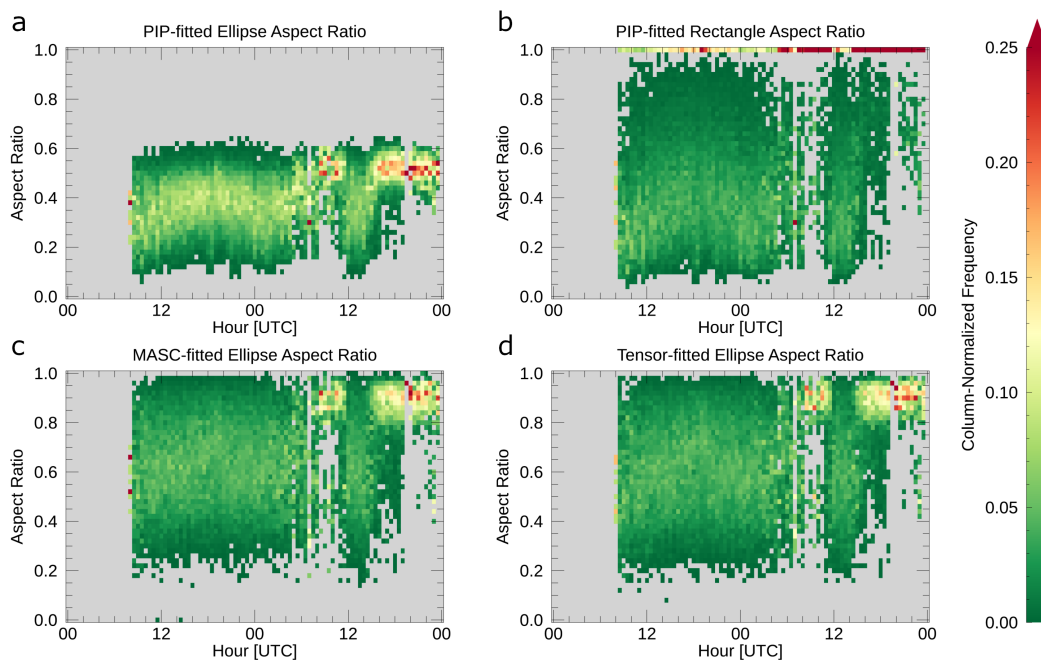 a
PIP-fitted Ellipse Aspect Ratio
1.0
0.8
0.6
0.4
0.2
0.0
Aspect Ratio
00
12
00
12
00
Hour [UTC]
b
PIP-fitted Rectangle Aspect Ratio
1.0
0.8
0.6
0.4
0.2
0.0
Aspect Ratio
00
12
00
12
00
Hour [UTC]
c
MASC-fitted Ellipse Aspect Ratio
1.0
0.8
0.6
0.4
0.2
0.0
Aspect Ratio
00
12
00
12
00
Hour [UTC]
d
Tensor-fitted Ellipse Aspect Ratio
1.0
0.8
0.6
0.4
0.2
0.0
Aspect Ratio
00
12
00
12
00
Hour [UTC]
0.25
0.20
0.15
0.10
0.05
0.00
Column-Normalized Frequency